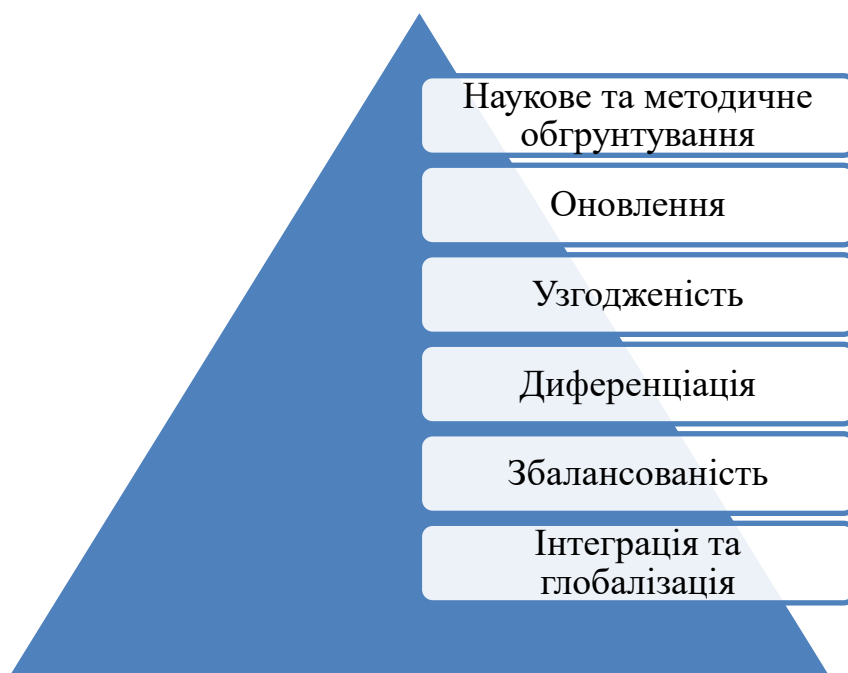 Наукове та методичне
обгрунтування
Оновлення
Узгодженість
Диференціація
Збалансованість
Інтеграція та
глобалізація